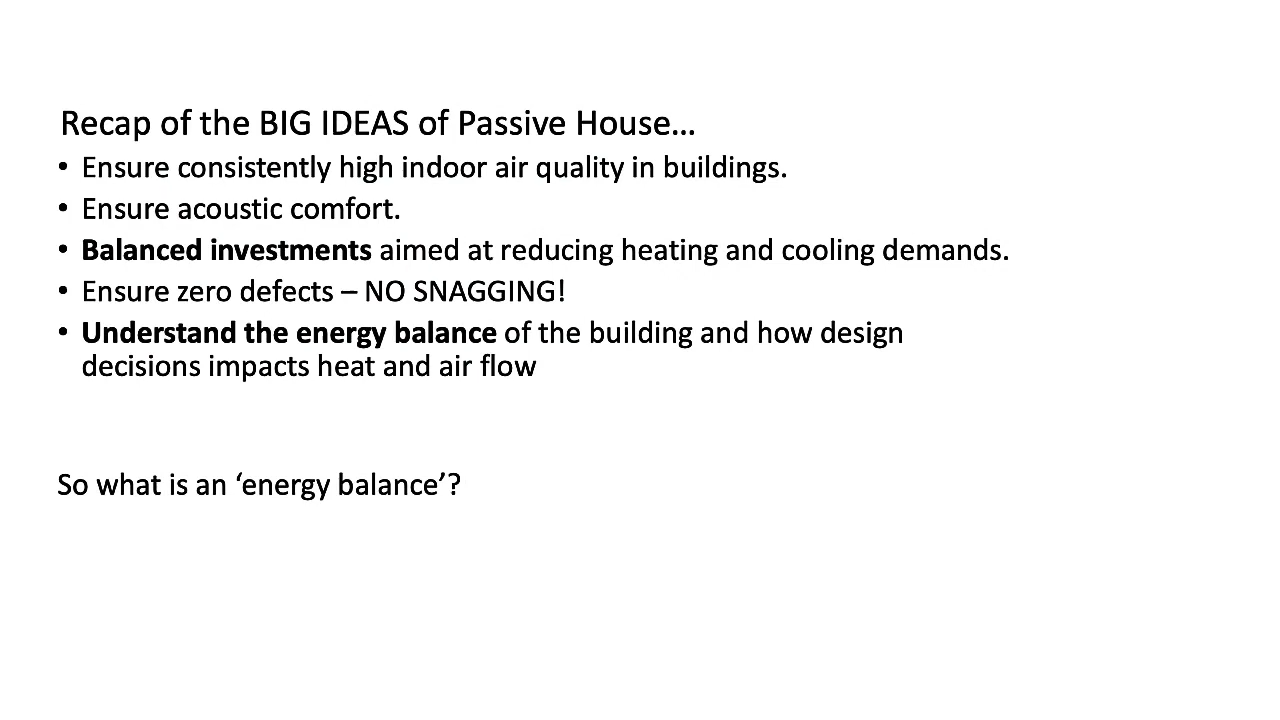 Recap of the BIG IDEAS of Passive House…
• Ensure consistently high indoor air quality in buildings.
• Ensure acoustic comfort.
• Balanced investments aimed at reducing heating and cooling demands.
• Ensure zero defects – NO SNAGGING!
• Understand the energy balance of the building and how design
decisions impacts heat and air flow
So what is an ‘energy balance’?